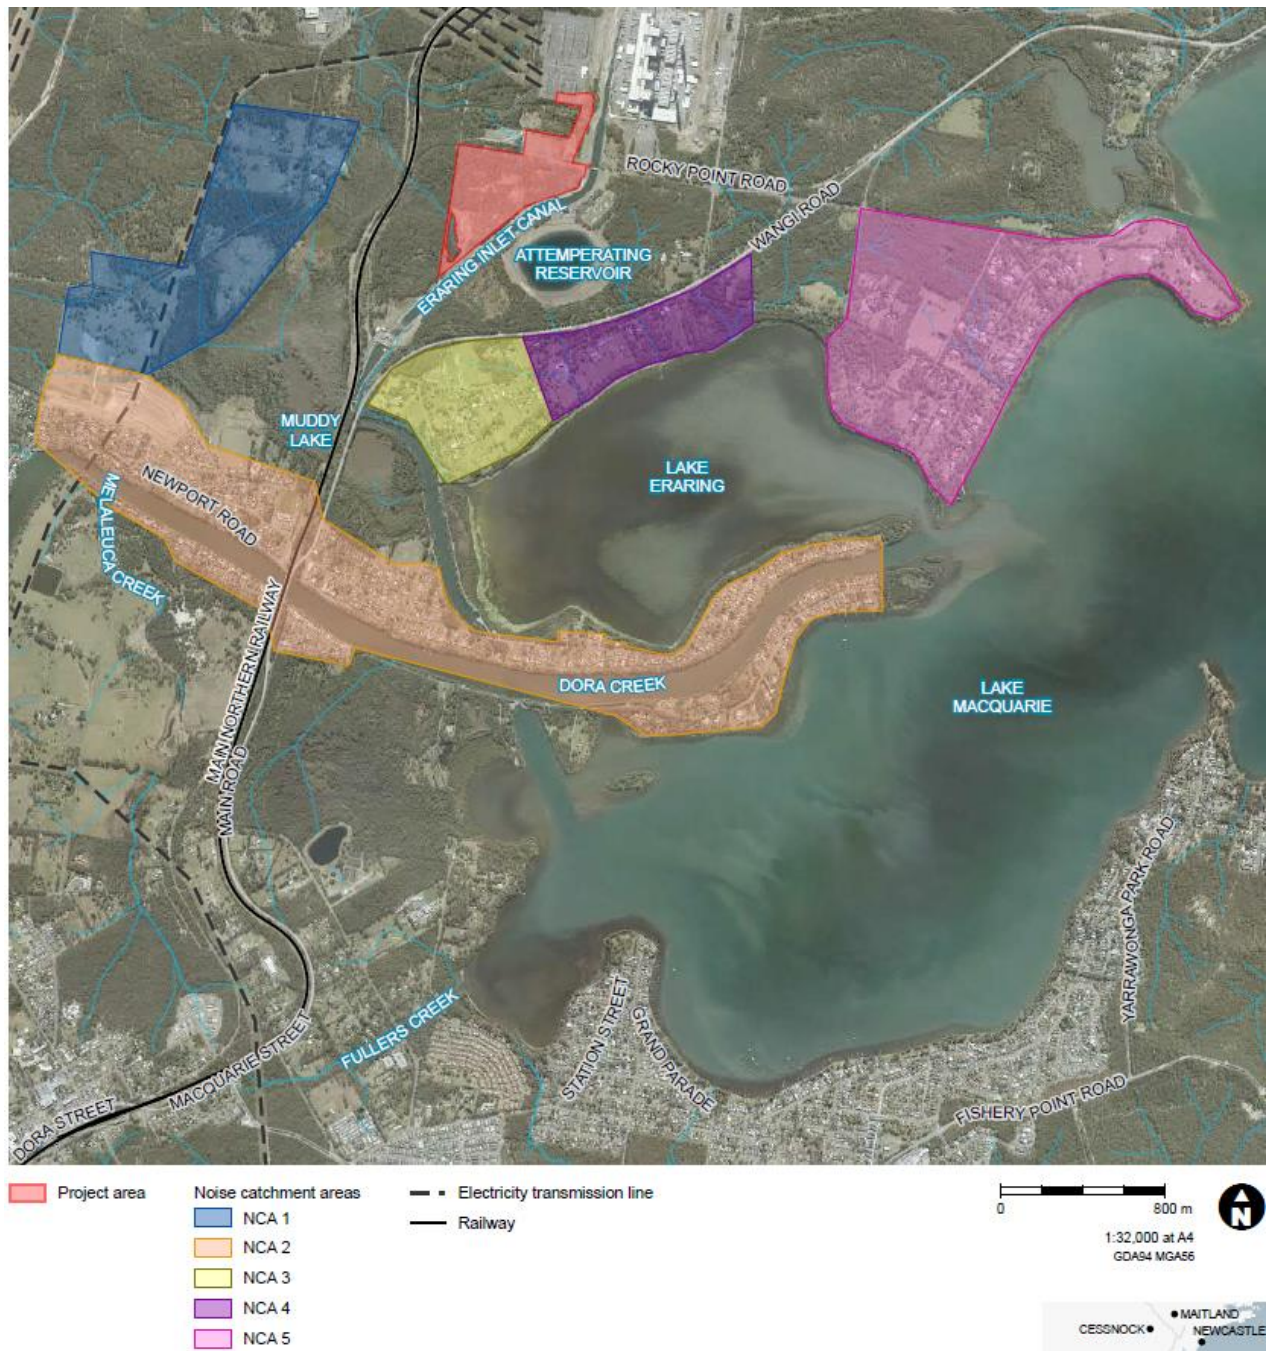 ROCKY POINT ROAD
WANGI ROAD
ERARING INLET CANAL
ATTEMPERATING
RESERVOIR
MUDDY
LAKE
LAKE
ERARING
NEWPORT ROAD
MELALEUCA CREEK
MAIN NORTHERN RAILWAY
MAIN ROAD
DORA CREEK
LAKE
MACQUARIE
YARRAWONGA PARK ROAD
FULLERS CREEK
STATION STREET
GRAND PARADE
MACQUARIE STREET
DORA STREET
FISHERY POINT ROAD
Project area
Noise catchment areas
NCA 1
NCA 2
NCA 3
NCA 4
NCA 5
Electricity transmission line
Railway
0 800 m
1:32,000 at A4
GDA94 MGA56
N
MAITLAND
CESSNOCK
NEWCASTLE